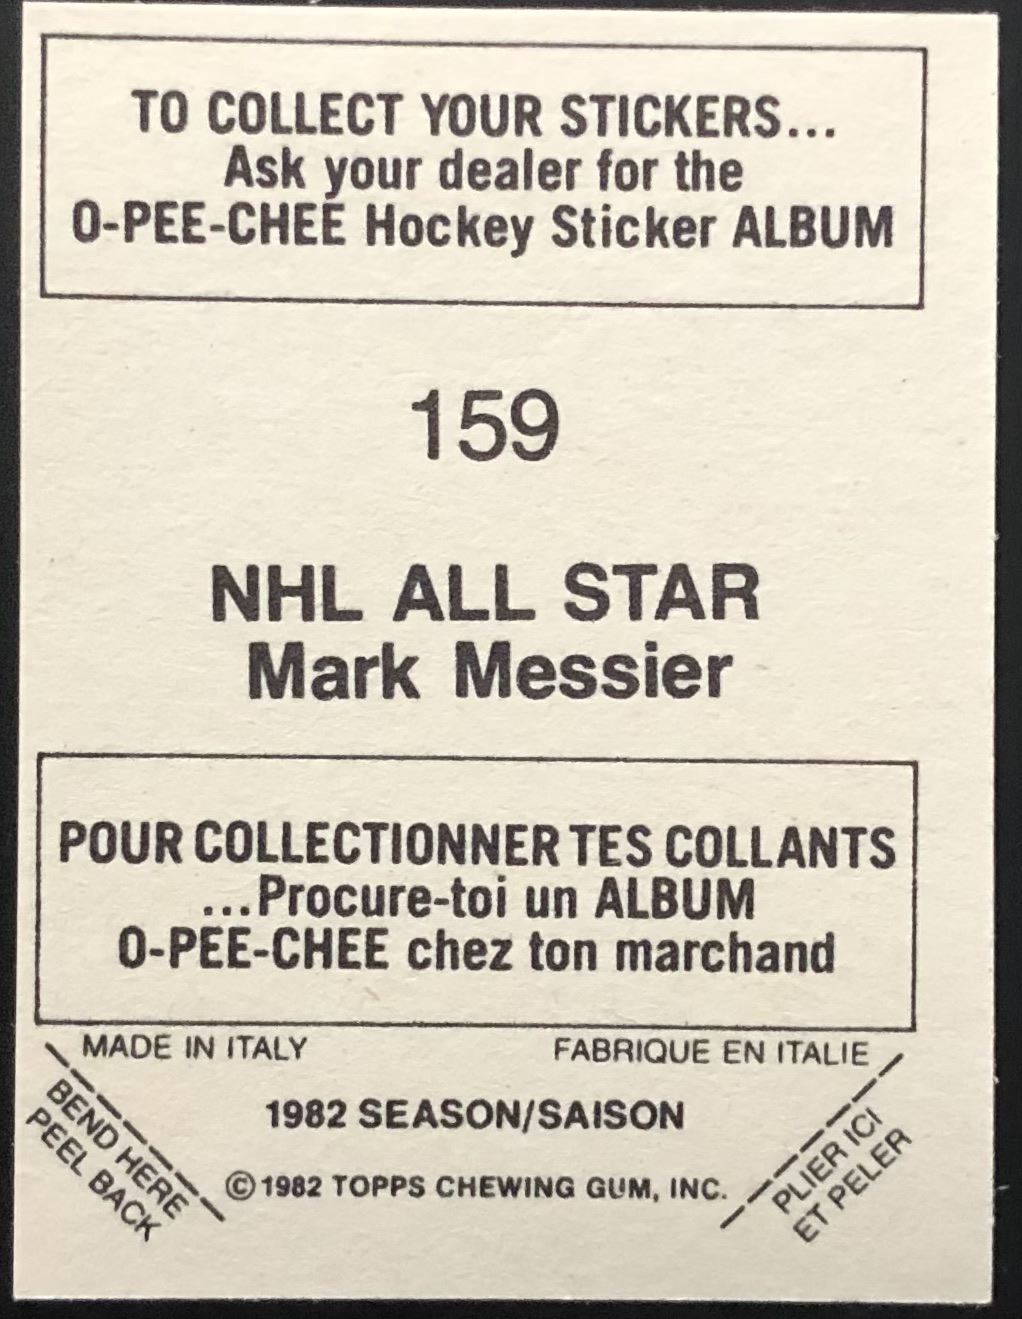 TO COLLECT YOUR STICKERS...
Ask your dealer for the
O-PEE-CHEE Hockey Sticker ALBUM
159
NHL ALL STAR
Mark Messier
POUR COLLECTIONNER TES COLLANTS
...Procure-toi un ALBUM
O-PEE-CHEE chez ton marchand
MADE IN ITALY
FABRIQUE EN ITALIE
BEND HERE
PEEL BACK
1982 SEASON/SAISON
©1982 TOPPS CHEWING GUM, INC.
PLIER ICI
ET PELER